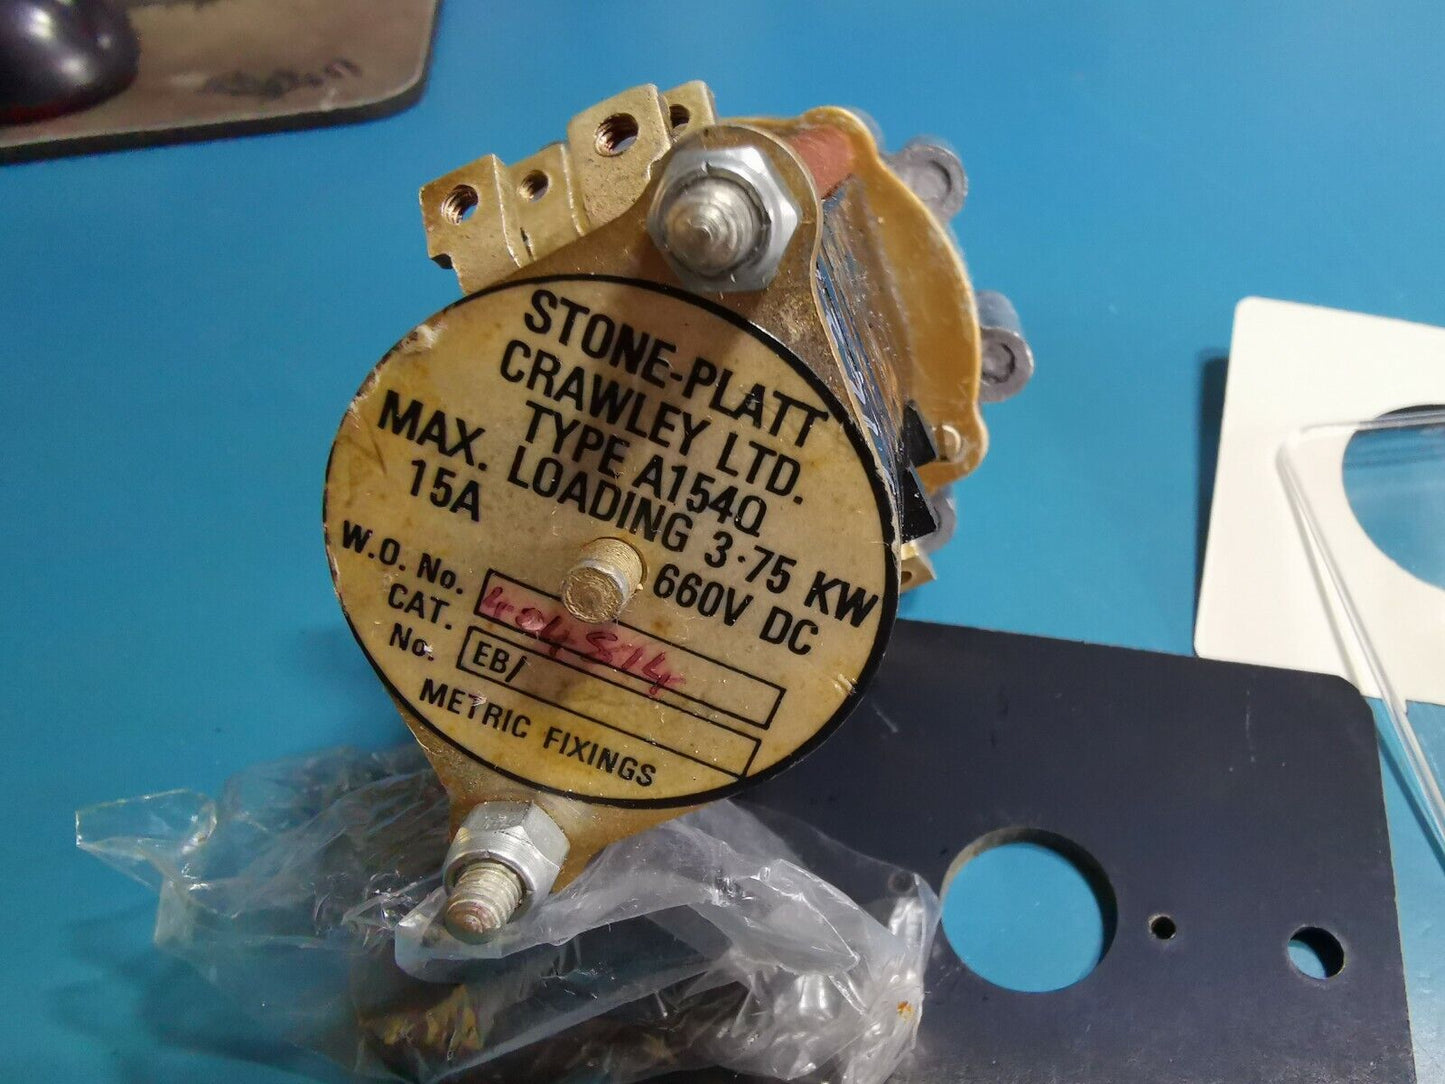 STONE-PLATT
CRAWLEY LTD.
TYPE A154Q
MAX. LOADING 3·75 KW
15A 660V DC
W.O. No. 404514
CAT. No. EB/
METRIC FIXINGS